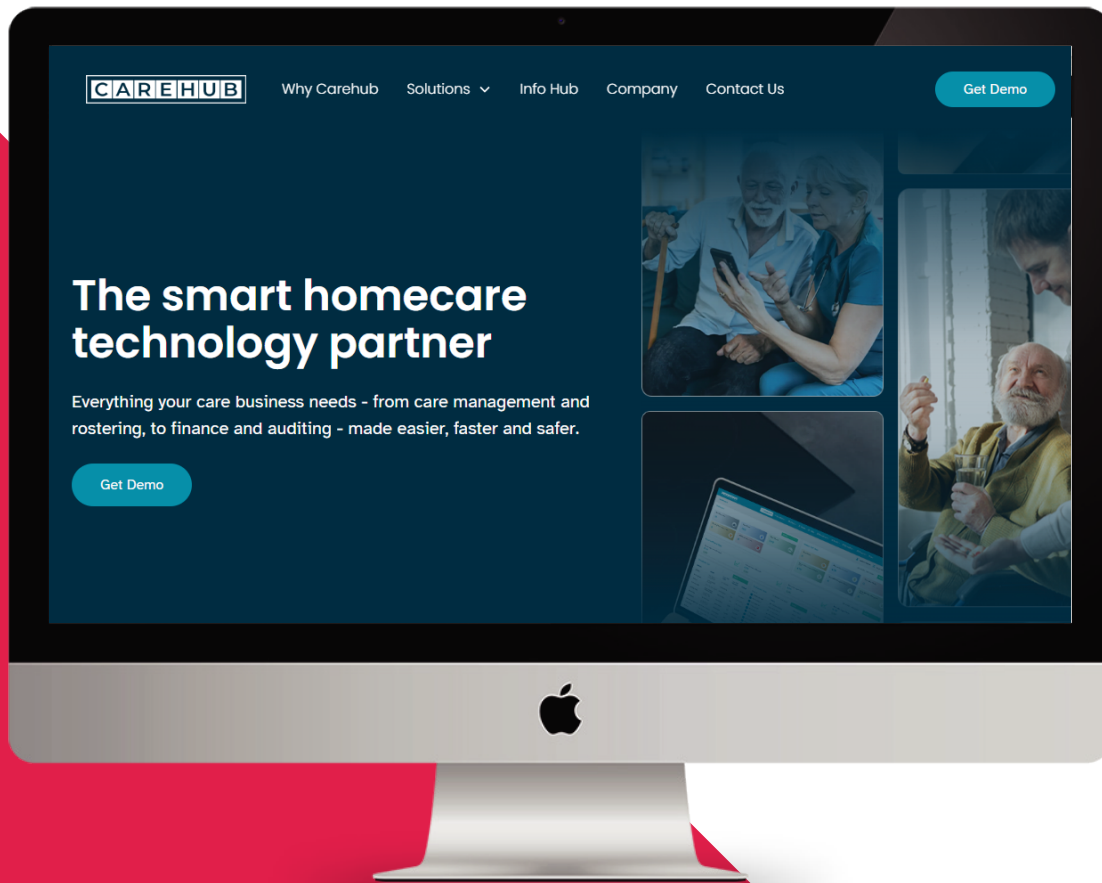 CAREHUB
Why Carehub
Solutions
Info Hub
Company
Contact Us
Get Demo
The smart homecare
technology partner
Everything your care business needs - from care management and
rostering, to finance and auditing - made easier, faster and safer.
Get Demo